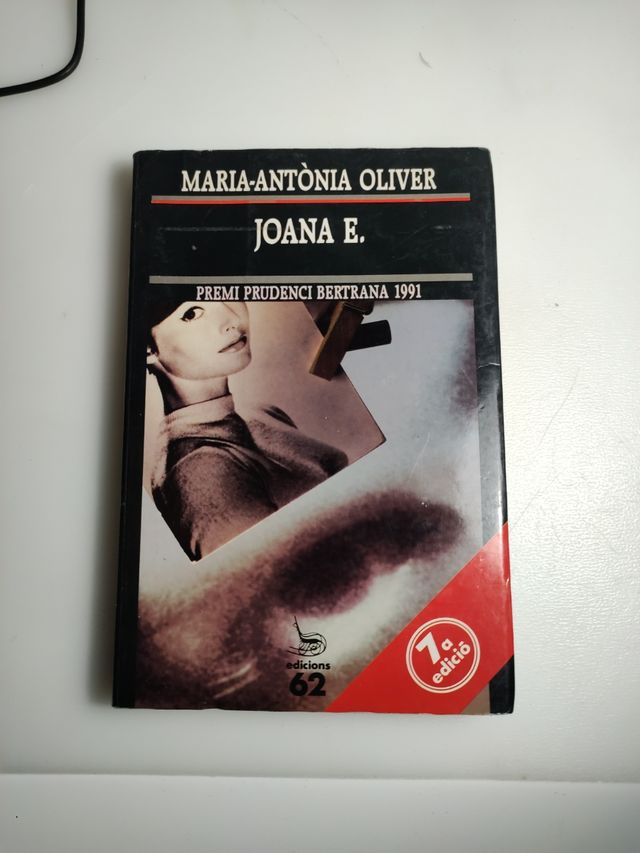 MARIA-ANTÒNIA OLIVER
JOANA E.
PREMI PRUDENCI BERTRANA 1991
edicions
62
7a
edició